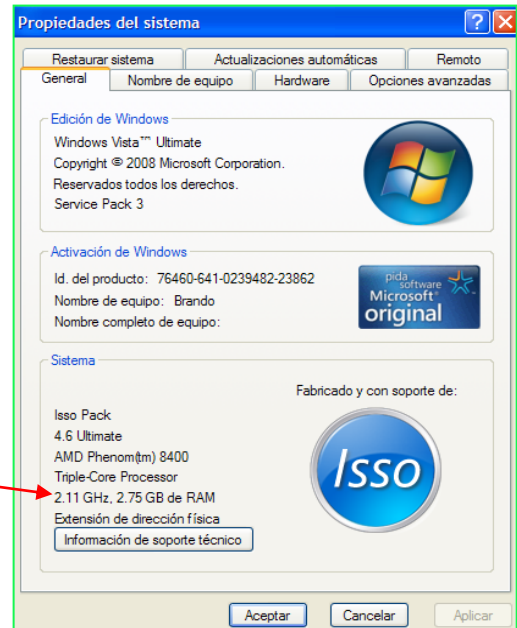 Propiedades del sistema
Restaurar sistema
Actualizaciones automáticas
Remoto
General
Nombre de equipo
Hardware
Opciones avanzadas
Edición de Windows
Windows Vista™ Ultimate
Copyright © 2008 Microsoft Corporation.
Reservados todos los derechos.
Service Pack 3
Activación de Windows
Id. del producto: 76460-641-0239482-23862
Nombre de equipo: Brando
Nombre completo de equipo:
pida
software
Microsoft®
original
Sistema
Fabricado y con soporte de:
Isso Pack
4.6 Ultimate
AMD Phenom(tm) 8400
Triple-Core Processor
2.11 GHz, 2.75 GB de RAM
Extensión de dirección física
Isso
Información de soporte técnico
Aceptar
Cancelar
Aplicar